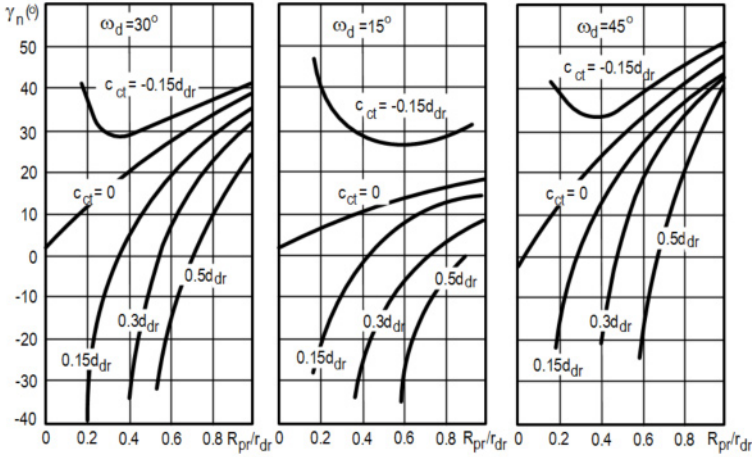 γn(º)
ωd =30º
ωd =15º
ωd =45º
50
40
30
20
10
0
-10
-20
-30
-40
cct= -0.15ddr
cct= 0
0.15ddr
0.3ddr
0.5ddr
cct= -0.15ddr
cct= 0
0.15ddr
0.3ddr
0.5ddr
cct= -0.15ddr
cct= 0
0.15ddr
0.3ddr
0.5ddr
0 0.2 0.4 0.6 0.8 Rpr/rdr
0.2 0.4 0.6 0.8 Rpr/rdr
0 0.2 0.4 0.6 0.8 Rpr/rdr